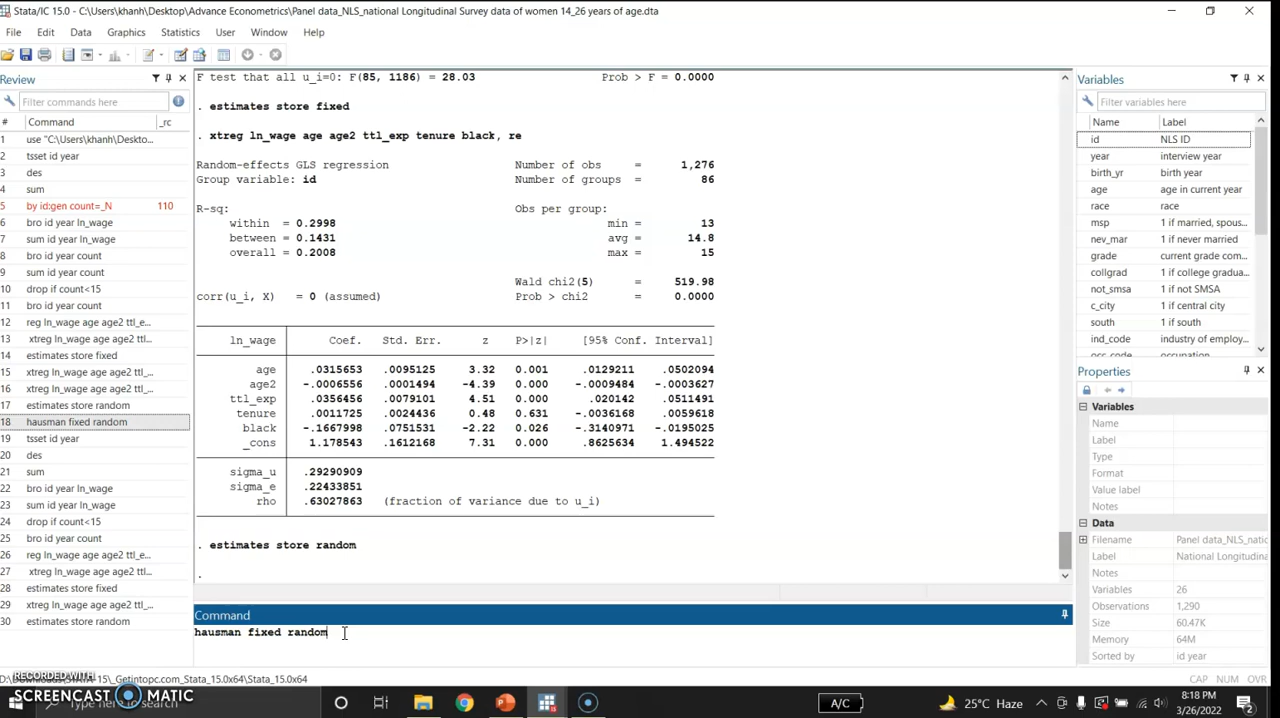 Stata/IC 15.0 - C:\Users\khanh\Desktop\Advance Econometrics\Panel data_NLS_national Longitudinal Survey data of women 14_26 years of age.dta
File Edit Data Graphics Statistics User Window Help
Review
Filter commands here
# Command _rc
1 use "C:\Users\khanh\Deskto...
2 tsset id year
3 des
4 sum
5 by id:gen count=_N 110
6 bro id year ln_wage
7 sum id year ln_wage
8 bro id year count
9 sum id year count
10 drop if count<15
11 bro id year count
12 reg ln_wage age age2 ttl_e...
13 xtreg ln_wage age age2 ttl...
14 estimates store fixed
15 xtreg ln_wage age age2 ttl...
16 xtreg ln_wage age age2 ttl...
17 estimates store random
18 hausman fixed random
19 tsset id year
20 des
21 sum
22 bro id year ln_wage
23 sum id year ln_wage
24 drop if count<15
25 bro id year count
26 reg ln_wage age age2 ttl_e...
27 xtreg ln_wage age age2 ttl...
28 estimates store fixed
29 xtreg ln_wage age age2 ttl...
30 estimates store random
F test that all u_i=0: F(85, 1186) = 28.03 Prob > F = 0.0000
. estimates store fixed
. xtreg ln_wage age age2 ttl_exp tenure black, re
Random-effects GLS regression Number of obs = 1,276
Group variable: id Number of groups = 86
R-sq: Obs per group:
within = 0.2998 min = 13
between = 0.1431 avg = 14.8
overall = 0.2008 max = 15
Wald chi2(5) = 519.98
corr(u_i, X) = 0 (assumed) Prob > chi2 = 0.0000
ln_wage Coef. Std. Err. z P>|z| [95% Conf. Interval]
age .0315653 .0095125 3.32 0.001 .0129211 .0502094
age2 -.0006556 .0001494 -4.39 0.000 -.0009484 -.0003627
ttl_exp .0356456 .0079101 4.51 0.000 .020142 .0511491
tenure .0011725 .0024436 0.48 0.631 -.0036168 .0059618
black -.1667998 .0751531 -2.22 0.026 -.3140971 -.0195025
_cons 1.178543 .1612168 7.31 0.000 .8625634 1.494522
sigma_u .29290909
sigma_e .22433851
rho .63027863 (fraction of variance due to u_i)
. estimates store random
.
Command
hausman fixed random
Variables
Filter variables here
Name Label
id NLS ID
year interview year
birth_yr birth year
age age in current year
race race
msp 1 if married, spous...
nev_mar 1 if never married
grade current grade com...
collgrad 1 if college gradua...
not_smsa 1 if not SMSA
c_city 1 if central city
south 1 if south
ind_code industry of employ...
occ_code occupation
Properties
Variables
Name
Label
Type
Format
Value label
Notes
Data
Filename Panel data_NLS_natic
Label National Longitudina
Notes
Variables 26
Observations 1,290
Size 60.47K
Memory 64M
Sorted by id year
D:\Downloads\STATA 15\_Getintopc.com_Stata_15.0x64\Stata_15.0x64
CAP NUM OVR
RECORDED WITH
SCREENCAST MATIC
Type here to search
A/C
25°C Haze
8:18 PM
3/26/2022
2